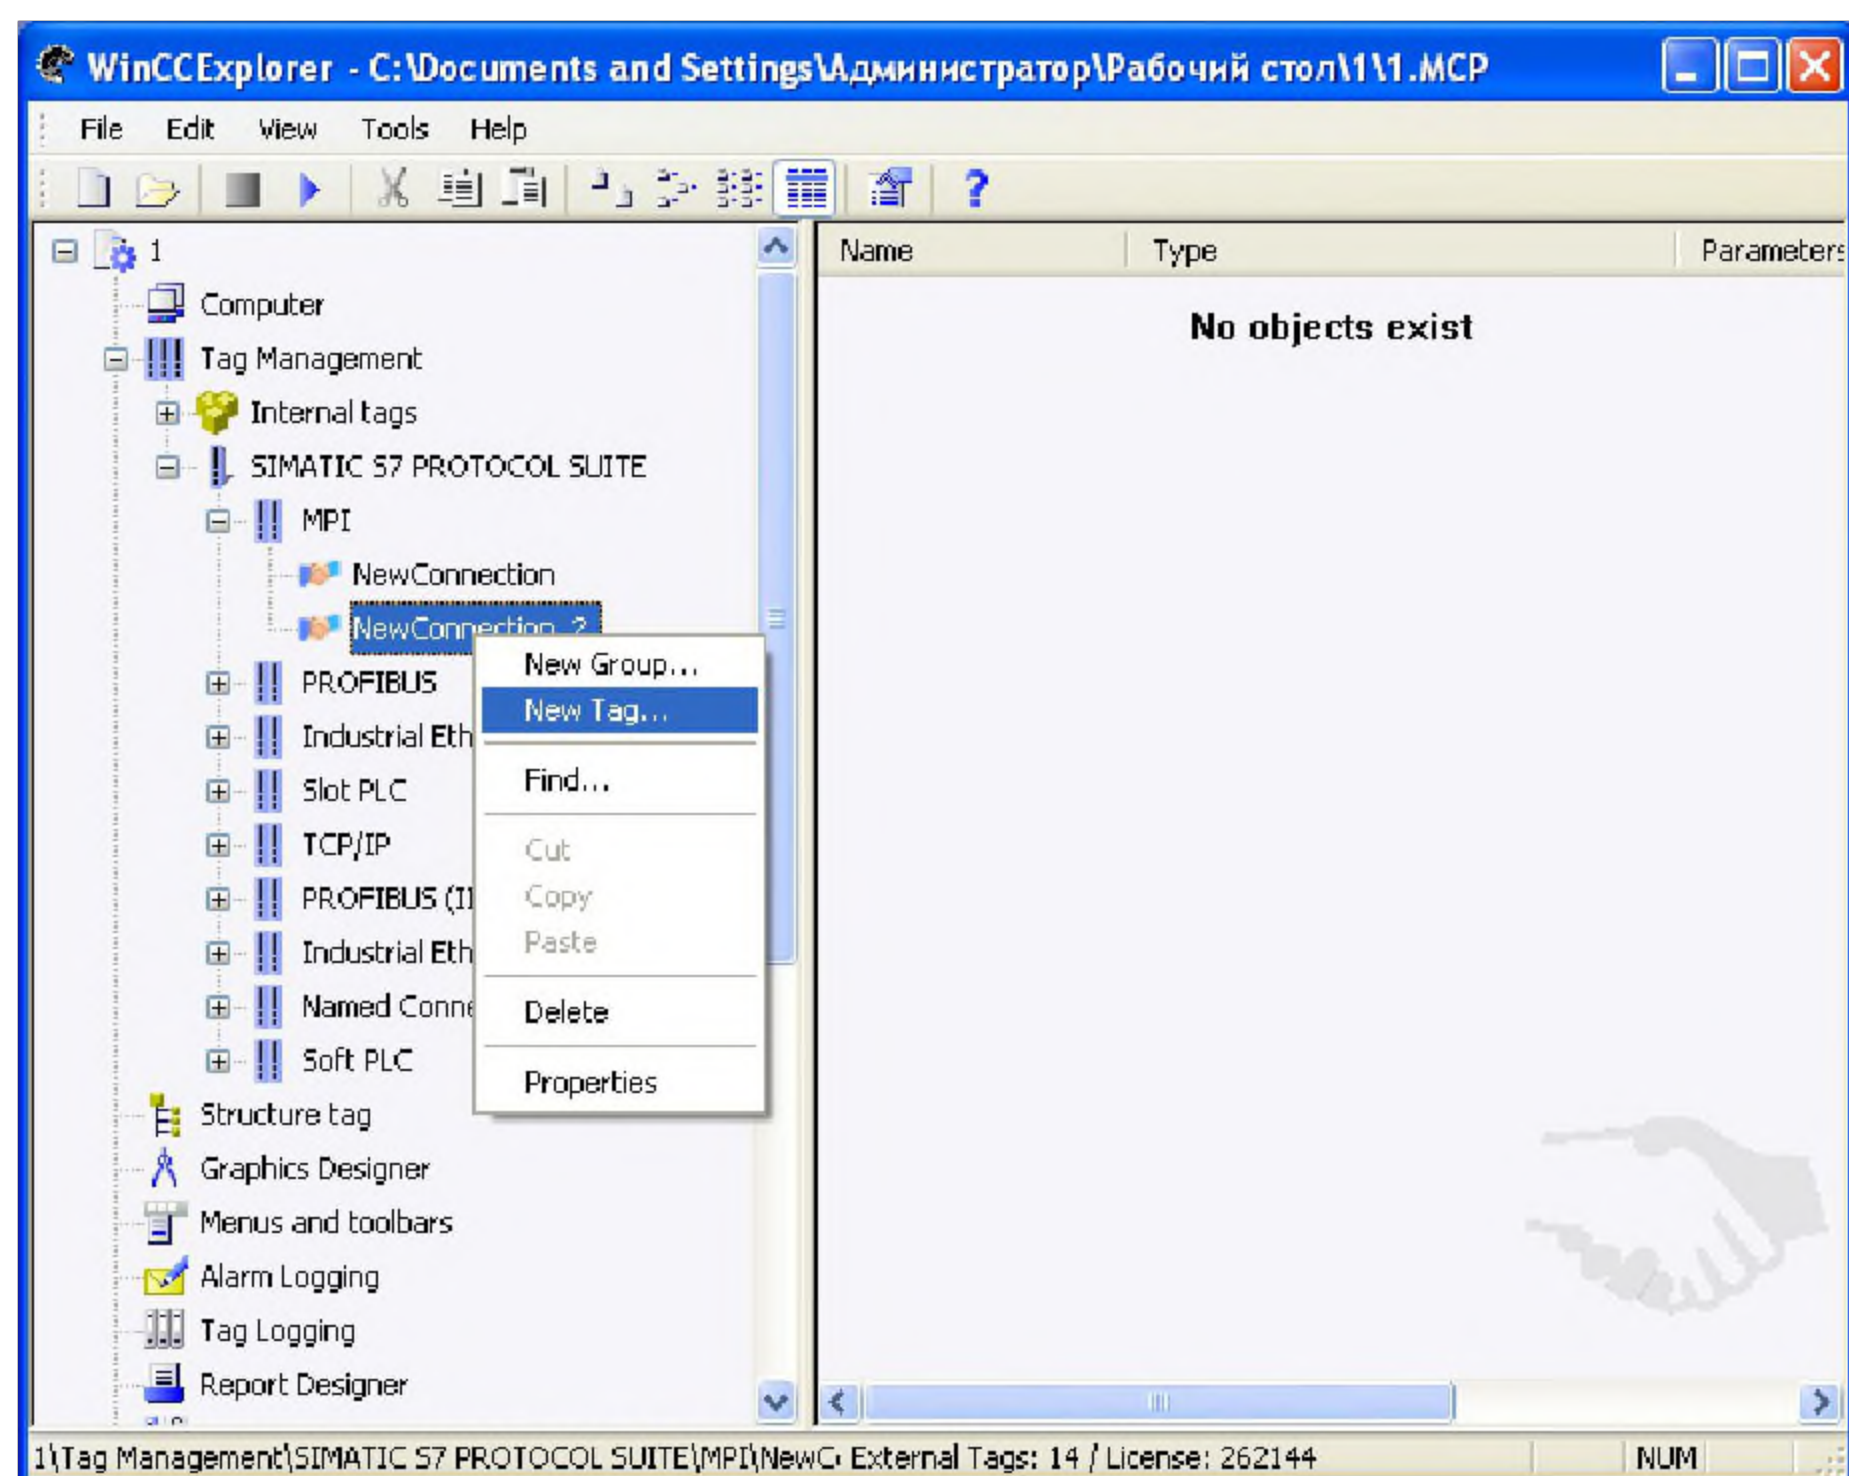 WinCCExplorer - C:\Documents and Settings\Администратор\Рабочий стол\1\1.MCP
File Edit View Tools Help
1
Name Type Parameters
Computer
No objects exist
Tag Management
Internal tags
SIMATIC S7 PROTOCOL SUITE
MPI
NewConnection
NewConnection_2
New Group...
PROFIBUS
New Tag...
Industrial Eth
Find...
Slot PLC
TCP/IP
Cut
PROFIBUS (II
Copy
Paste
Industrial Eth
Named Conne
Delete
Soft PLC
Properties
Structure tag
Graphics Designer
Menus and toolbars
Alarm Logging
Tag Logging
Report Designer
1\Tag Management\SIMATIC S7 PROTOCOL SUITE\MPI\NewC External Tags: 14 / License: 262144 NUM